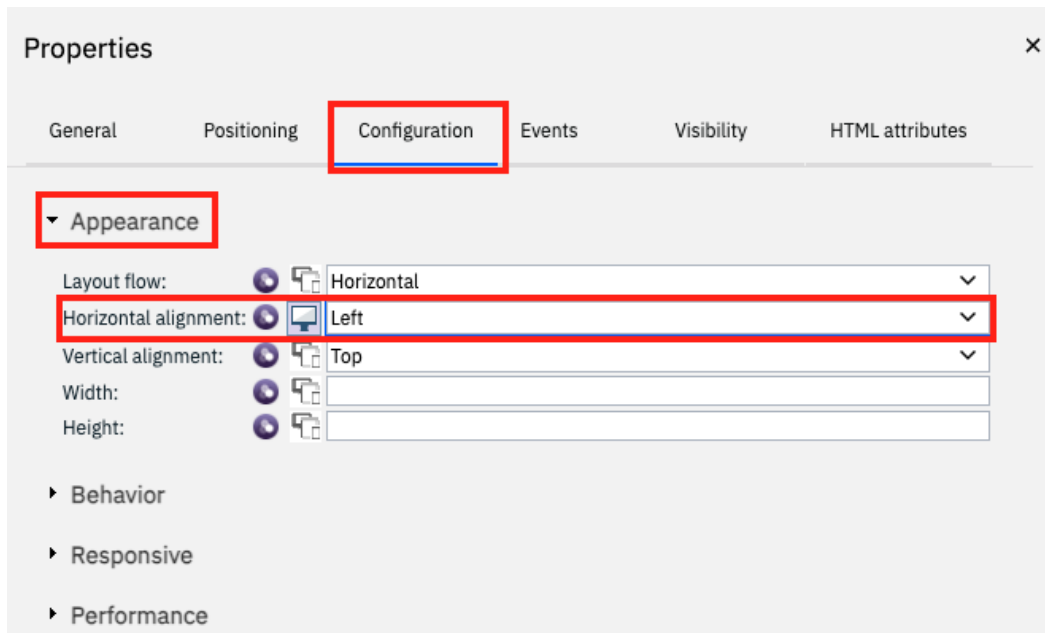 Properties
General Positioning Configuration Events Visibility HTML attributes
Appearance
Layout flow: Horizontal
Horizontal alignment: Left
Vertical alignment: Top
Width:
Height:
Behavior
Responsive
Performance